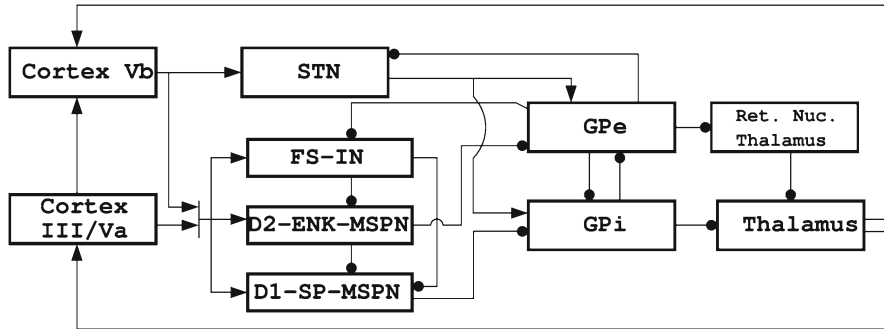 Cortex Vb
STN
GPe
Ret. Nuc.
Thalamus
FS-IN
Cortex
III/Va
D2-ENK-MSPN
GPi
Thalamus
D1-SP-MSPN